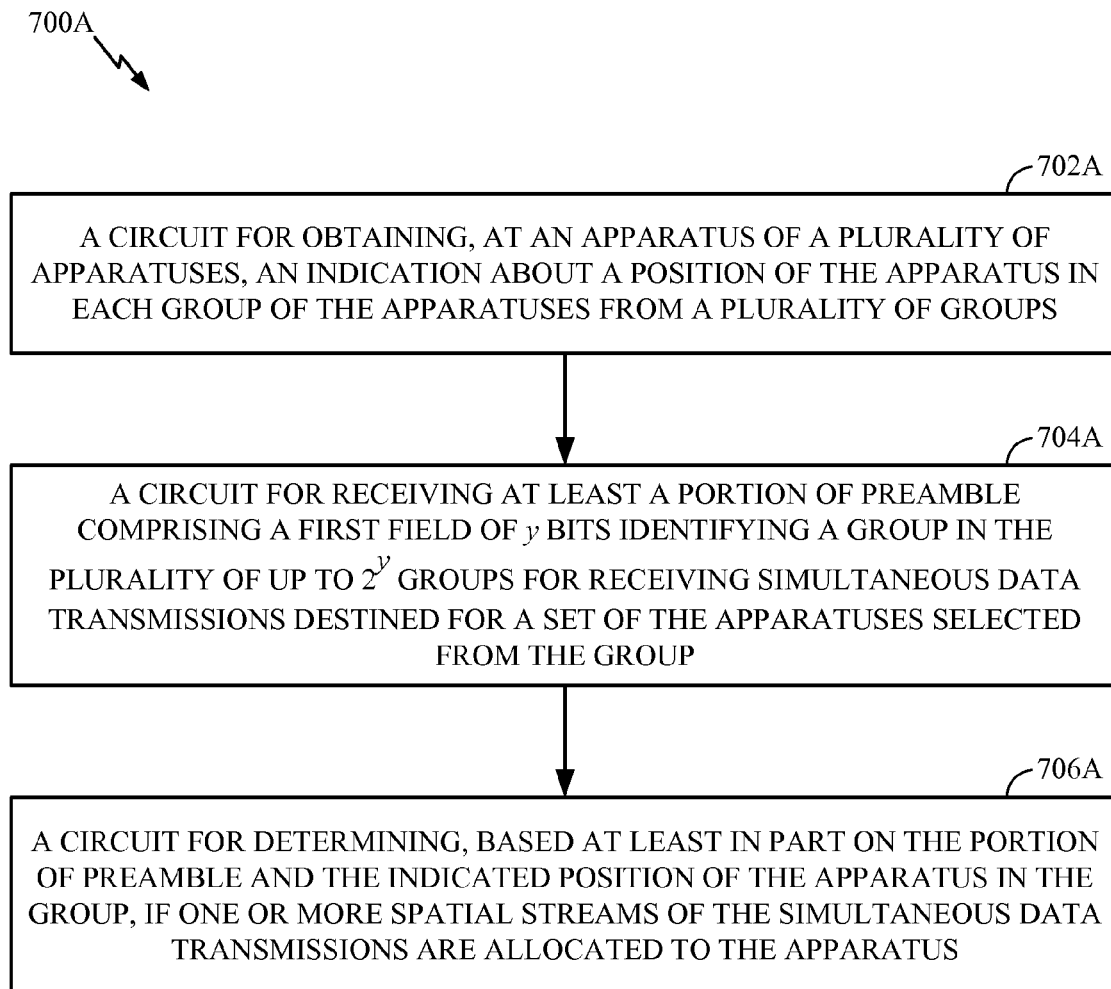 700A
702A
A CIRCUIT FOR OBTAINING, AT AN APPARATUS OF A PLURALITY OF
APPARATUSES, AN INDICATION ABOUT A POSITION OF THE APPARATUS IN
EACH GROUP OF THE APPARATUSES FROM A PLURALITY OF GROUPS
704A
A CIRCUIT FOR RECEIVING AT LEAST A PORTION OF PREAMBLE
COMPRISING A FIRST FIELD OF y BITS IDENTIFYING A GROUP IN THE
PLURALITY OF UP TO 2^y GROUPS FOR RECEIVING SIMULTANEOUS DATA
TRANSMISSIONS DESTINED FOR A SET OF THE APPARATUSES SELECTED
FROM THE GROUP
706A
A CIRCUIT FOR DETERMINING, BASED AT LEAST IN PART ON THE PORTION
OF PREAMBLE AND THE INDICATED POSITION OF THE APPARATUS IN THE
GROUP, IF ONE OR MORE SPATIAL STREAMS OF THE SIMULTANEOUS DATA
TRANSMISSIONS ARE ALLOCATED TO THE APPARATUS